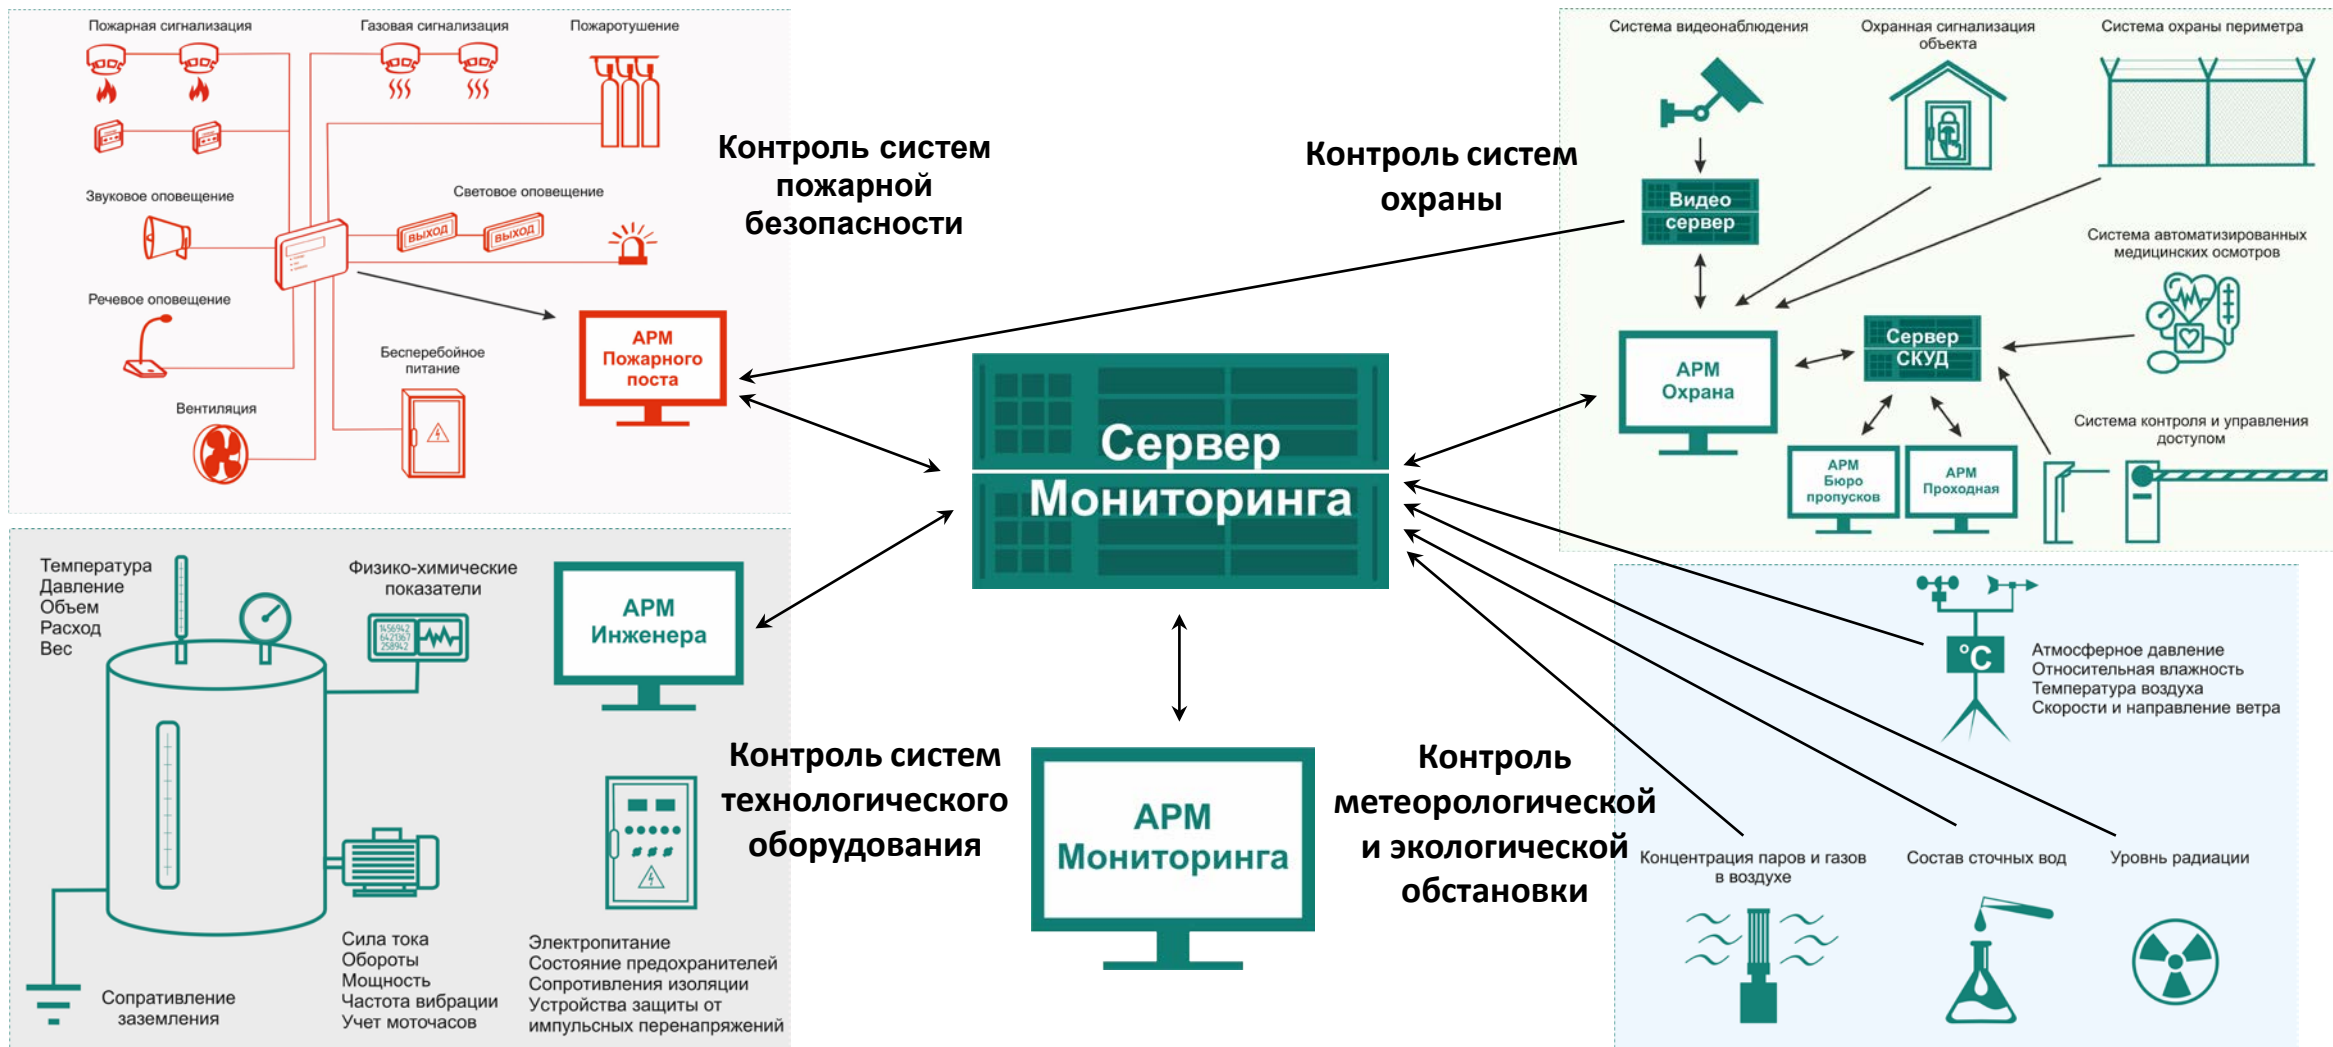 Пожарная сигнализация
Газовая сигнализация
Пожаротушение
Звуковое оповещение
Световое оповещение
ВЫХОД
ВЫХОД
Речевое оповещение
Бесперебойное
питание
Вентиляция
АРМ
Пожарного
поста
Контроль систем
пожарной
безопасности
Контроль систем
охраны
Система видеонаблюдения
Охранная сигнализация
объекта
Система охраны периметра
Видео
сервер
Система автоматизированных
медицинских осмотров
АРМ
Охрана
Сервер
СКУД
Система контроля и управления
доступом
АРМ
Бюро
пропусков
АРМ
Проходная
Сервер
Мониторинга
Температура
Давление
Объем
Расход
Вес
Физико-химические
показатели
1456942
6421367
258942
АРМ
Инженера
Контроль систем
технологического
оборудования
Сила тока
Обороты
Мощность
Частота вибрации
Учет моточасов
Электропитание
Состояние предохранителей
Сопротивления изоляции
Устройства защиты от
импульсных перенапряжений
Сопративление
заземления
АРМ
Мониторинга
Контроль
метеорологической
и экологической
обстановки
°C
Атмосферное давление
Относительная влажность
Температура воздуха
Скорости и направление ветра
Концентрация паров и газов
в воздухе
Состав сточных вод
Уровнь радиации